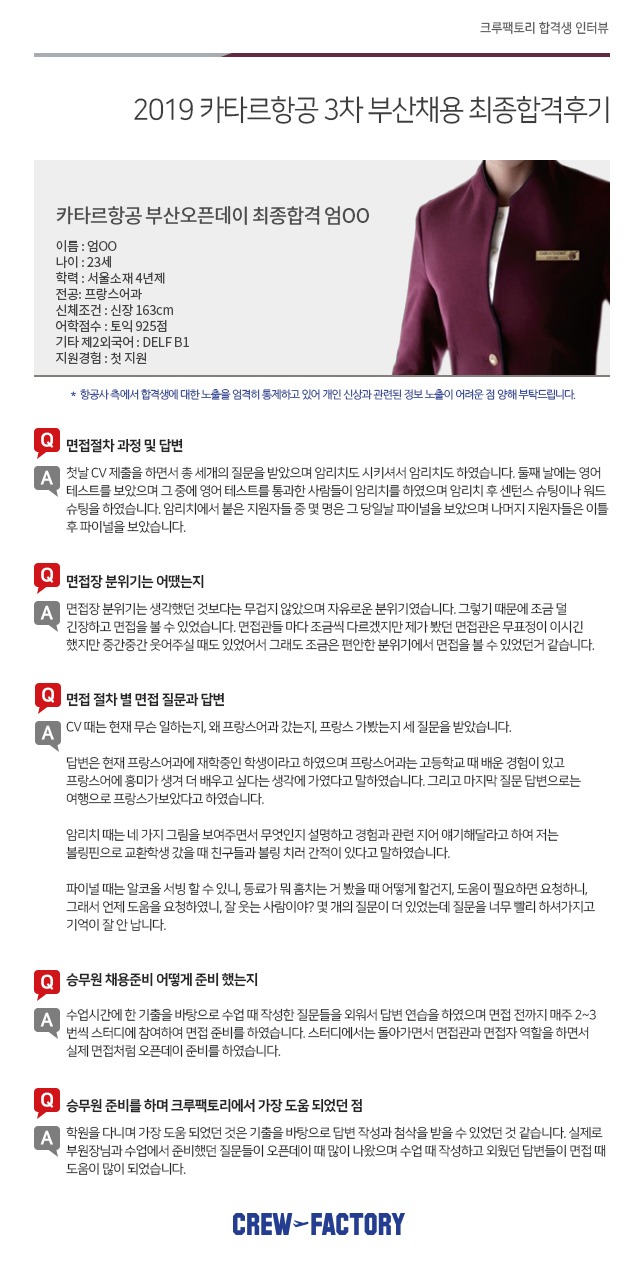 크루팩토리 합격생 인터뷰
2019 카타르항공 3차 부산채용 최종합격후기
카타르항공 부산오픈데이 최종합격 엄OO
이름 : 엄OO
나이 : 23세
학력 : 서울소재 4년제
전공: 프랑스어과
신체조건 : 신장 163cm
어학점수 : 토익 925점
기타 제2외국어 : DELF B1
지원경험 : 첫 지원
* 항공사 측에서 합격생에 대한 노출을 엄격히 통제하고 있어 개인 신상과 관련된 정보 노출이 어려운 점 양해 부탁드립니다.
Q 면접절차 과정 및 답변
A 첫날 CV 제출을 하면서 총 세개의 질문을 받았으며 암리치도 시키셔서 암리치도 하였습니다. 둘째 날에는 영어
테스트를 보았으며 그 중에 영어 테스트를 통과한 사람들이 암리치를 하였으며 암리치 후 센턴스 슈팅이나 워드
슈팅을 하였습니다. 암리치에서 붙은 지원자들 중 몇 명은 그 당일날 파이널을 보았으며 나머지 지원자들은 이틀
후 파이널을 보았습니다.
Q 면접장 분위기는 어땠는지
A 면접장 분위기는 생각했던 것보다는 무겁지 않았으며 자유로운 분위기였습니다. 그렇기 때문에 조금 덜
긴장하고 면접을 볼 수 있었습니다. 면접관들 마다 조금씩 다르겠지만 제가 봤던 면접관은 무표정이 이시긴
했지만 중간중간 웃어주실 때도 있었어서 그래도 조금은 편안한 분위기에서 면접을 볼 수 있었던거 같습니다.
Q 면접 절차 별 면접 질문과 답변
A CV 때는 현재 무슨 일하는지, 왜 프랑스어과 갔는지, 프랑스 가봤는지 세 질문을 받았습니다.
답변은 현재 프랑스어과에 재학중인 학생이라고 하였으며 프랑스어과는 고등학교 때 배운 경험이 있고
프랑스어에 흥미가 생겨 더 배우고 싶다는 생각에 가였다고 말하였습니다. 그리고 마지막 질문 답변으로는
여행으로 프랑스가보았다고 하였습니다.
암리치 때는 네 가지 그림을 보여주면서 무엇인지 설명하고 경험과 관련 지어 얘기해달라고 하여 저는
볼링핀으로 교환학생 갔을 때 친구들과 볼링 치러 간적이 있다고 말하였습니다.
파이널 때는 알코올 서빙 할 수 있니, 동료가 뭐 훔치는 거 봤을 때 어떻게 할건지, 도움이 필요하면 요청하니,
그래서 언제 도움을 요청하였니, 잘 웃는 사람이야? 몇 개의 질문이 더 있었는데 질문을 너무 빨리 하셔가지고
기억이 잘 안 납니다.
Q 승무원 채용준비 어떻게 준비 했는지
A 수업시간에 한 기출을 바탕으로 수업 때 작성한 질문들을 외워서 답변 연습을 하였으며 면접 전까지 매주 2~3
번씩 스터디에 참여하여 면접 준비를 하였습니다. 스터디에서는 돌아가면서 면접관과 면접자 역할을 하면서
실제 면접처럼 오픈데이 준비를 하였습니다.
Q 승무원 준비를 하며 크루팩토리에서 가장 도움 되었던 점
A 학원을 다니며 가장 도움 되었던 것은 기출을 바탕으로 답변 작성과 첨삭을 받을 수 있었던 것 같습니다. 실제로
부원장님과 수업에서 준비했던 질문들이 오픈데이 때 많이 나왔으며 수업 때 작성하고 외웠던 답변들이 면접 때
도움이 많이 되었습니다.
CREW FACTORY